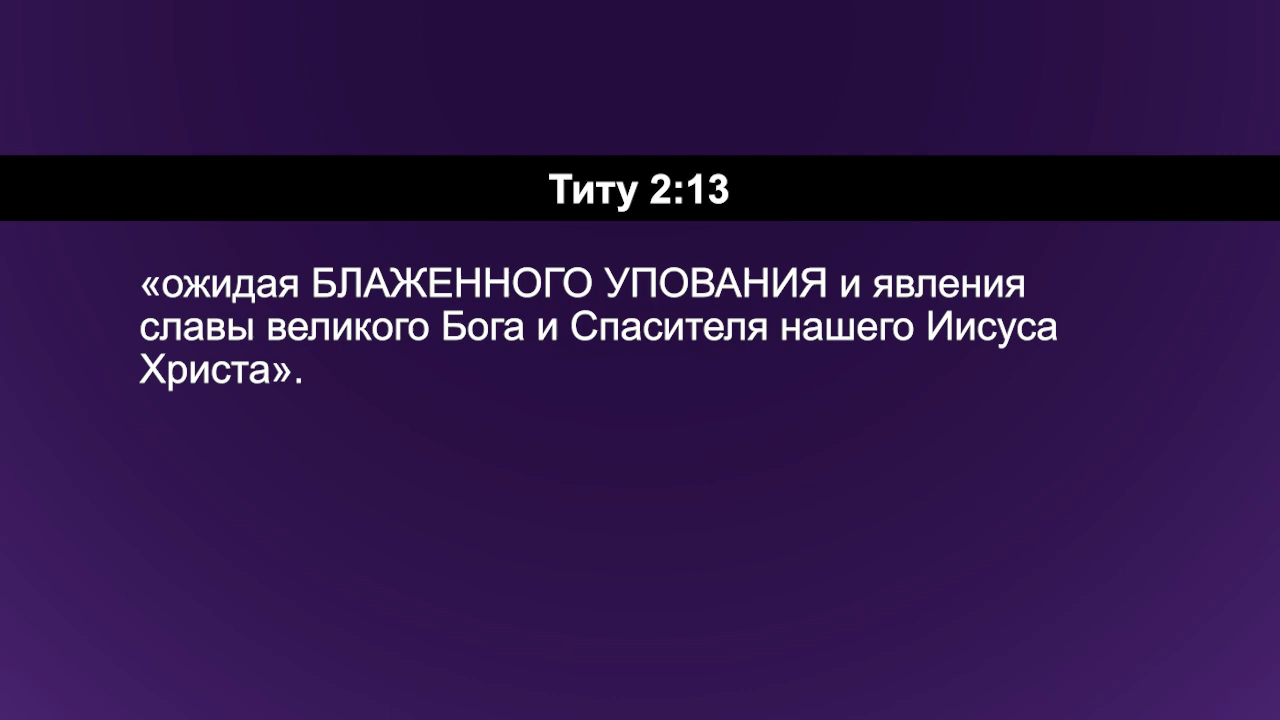 Титу 2:13
«ожидая БЛАЖЕННОГО УПОВАНИЯ и явления
славы великого Бога и Спасителя нашего Иисуса
Христа».